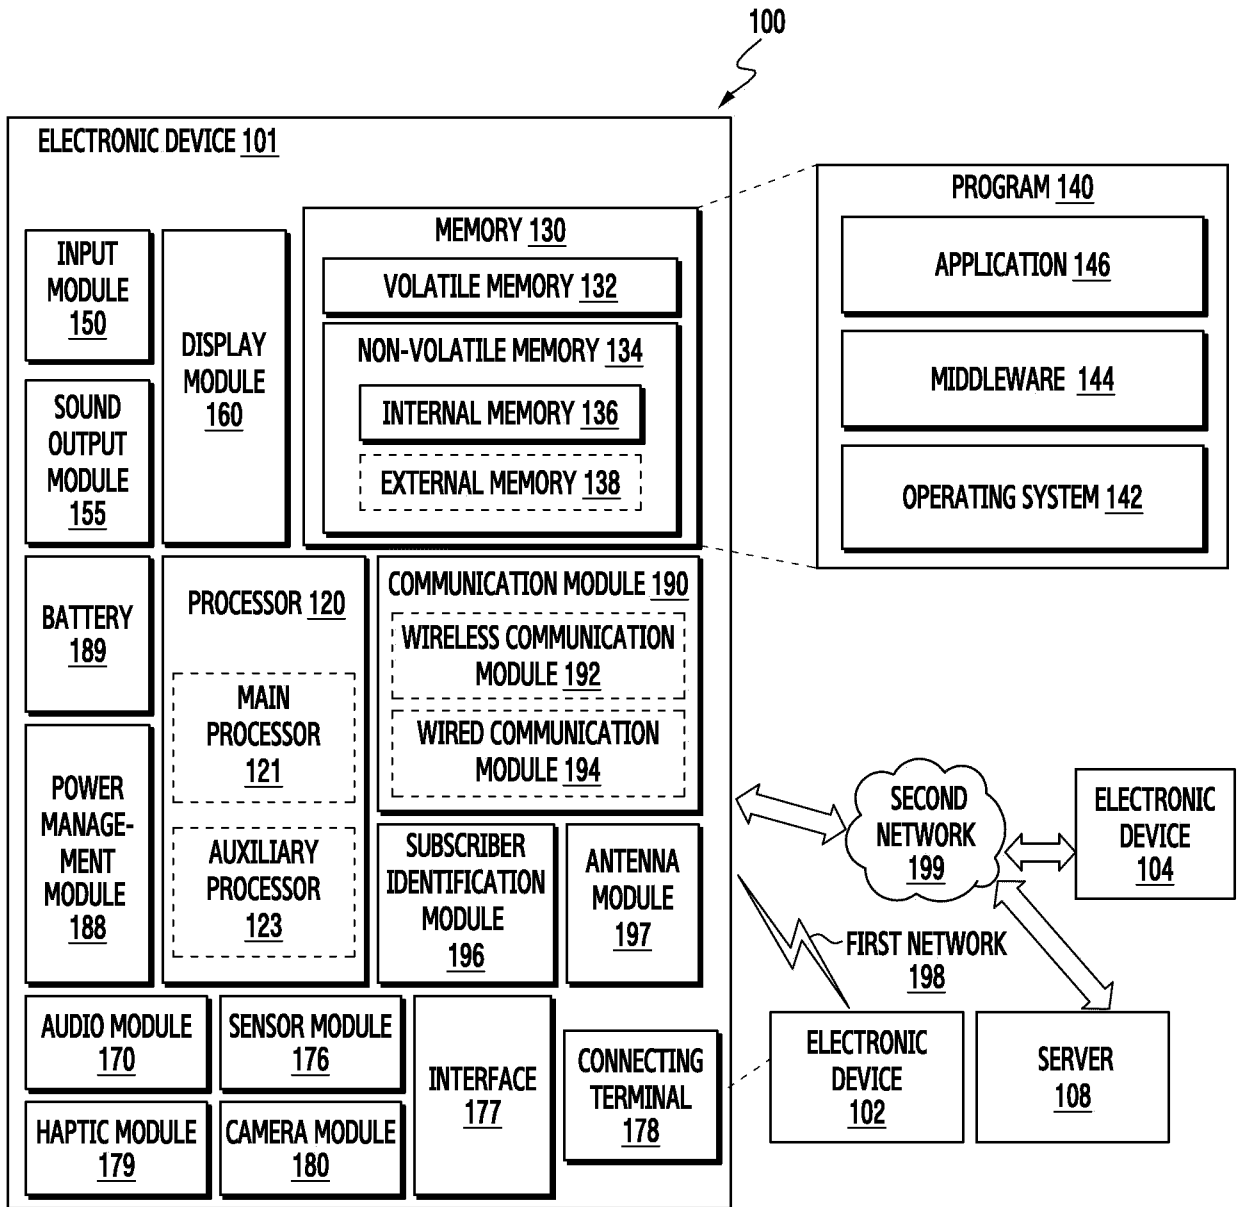 100
ELECTRONIC DEVICE 101
INPUT
MODULE
150
SOUND
OUTPUT
MODULE
155
DISPLAY
MODULE
160
MEMORY 130
VOLATILE MEMORY 132
NON-VOLATILE MEMORY 134
INTERNAL MEMORY 136
EXTERNAL MEMORY 138
PROGRAM 140
APPLICATION 146
MIDDLEWARE 144
OPERATING SYSTEM 142
BATTERY
189
POWER
MANAGE-
MENT
MODULE
188
PROCESSOR 120
MAIN
PROCESSOR
121
AUXILIARY
PROCESSOR
123
COMMUNICATION MODULE 190
WIRELESS COMMUNICATION
MODULE 192
WIRED COMMUNICATION
MODULE 194
SUBSCRIBER
IDENTIFICATION
MODULE
196
ANTENNA
MODULE
197
SECOND
NETWORK
199
ELECTRONIC
DEVICE
104
FIRST NETWORK
198
AUDIO MODULE
170
SENSOR MODULE
176
HAPTIC MODULE
179
CAMERA MODULE
180
INTERFACE
177
CONNECTING
TERMINAL
178
ELECTRONIC
DEVICE
102
SERVER
108